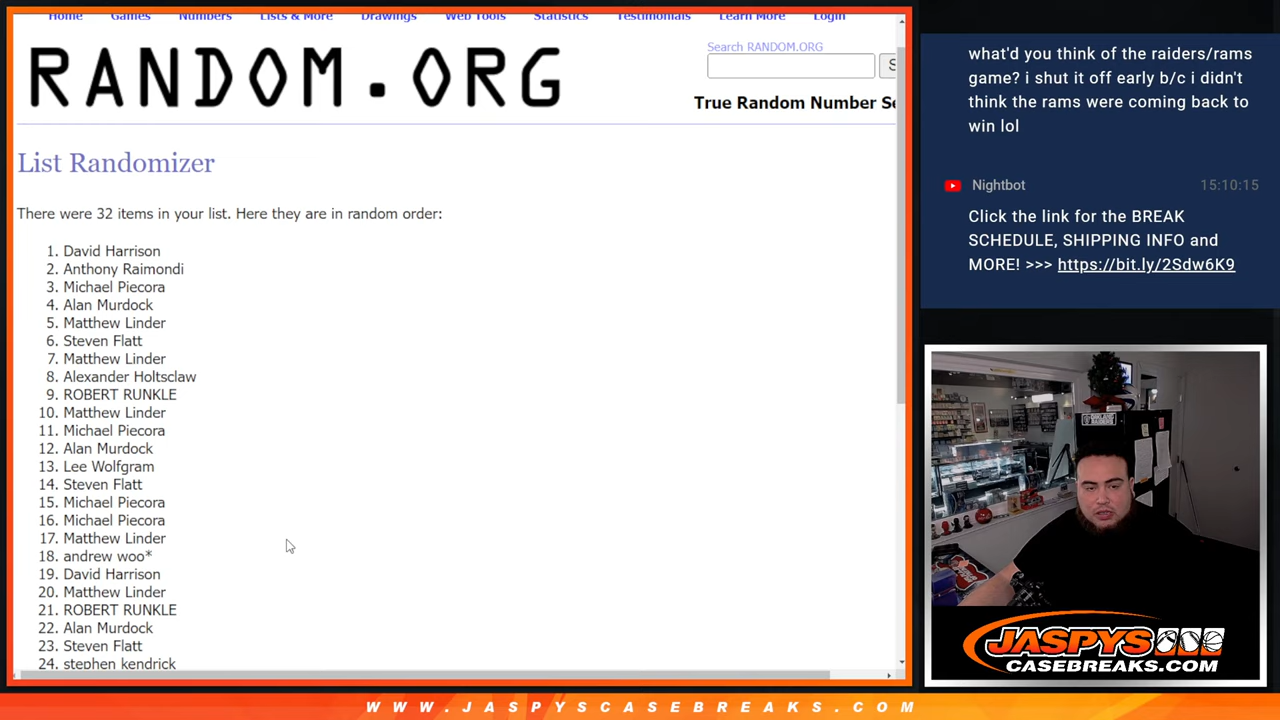 Home Games Numbers Lists & More Drawings Web Tools Statistics Testimonials Learn More Login
RANDOM.ORG
Search RANDOM.ORG
S
True Random Number Se
List Randomizer
There were 32 items in your list. Here they are in random order:
1. David Harrison
2. Anthony Raimondi
3. Michael Piecora
4. Alan Murdock
5. Matthew Linder
6. Steven Flatt
7. Matthew Linder
8. Alexander Holtsclaw
9. ROBERT RUNKLE
10. Matthew Linder
11. Michael Piecora
12. Alan Murdock
13. Lee Wolfgram
14. Steven Flatt
15. Michael Piecora
16. Michael Piecora
17. Matthew Linder
18. andrew woo*
19. David Harrison
20. Matthew Linder
21. ROBERT RUNKLE
22. Alan Murdock
23. Steven Flatt
24. stephen kendrick
what'd you think of the raiders/rams
game? i shut it off early b/c i didn't
think the rams were coming back to
win lol
Nightbot 15:10:15
Click the link for the BREAK
SCHEDULE, SHIPPING INFO and
MORE! >>> https://bit.ly/2Sdw6K9
JASPYS
CASEBREAKS.COM
WWW.JASPYSCASEBREAKS.COM